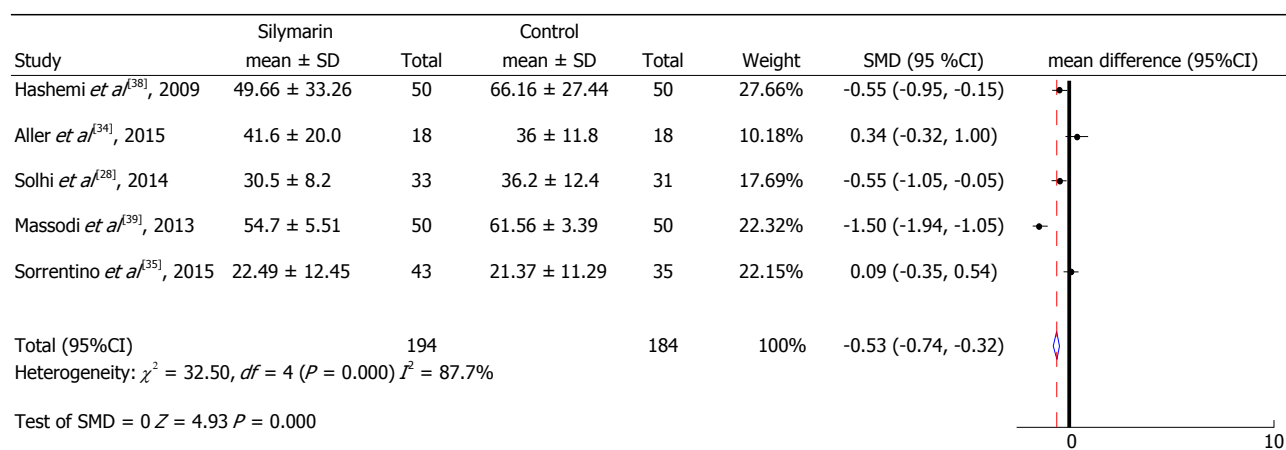 Silymarin Control
Study mean ± SD Total mean ± SD Total Weight SMD (95 %CI) mean difference (95%CI)
Hashemi et al[38], 2009 49.66 ± 33.26 50 66.16 ± 27.44 50 27.66% -0.55 (-0.95, -0.15)
Aller et al[34], 2015 41.6 ± 20.0 18 36 ± 11.8 18 10.18% 0.34 (-0.32, 1.00)
Solhi et al[28], 2014 30.5 ± 8.2 33 36.2 ± 12.4 31 17.69% -0.55 (-1.05, -0.05)
Massodi et al[39], 2013 54.7 ± 5.51 50 61.56 ± 3.39 50 22.32% -1.50 (-1.94, -1.05)
Sorrentino et al[35], 2015 22.49 ± 12.45 43 21.37 ± 11.29 35 22.15% 0.09 (-0.35, 0.54)
Total (95%CI) 194 184 100% -0.53 (-0.74, -0.32)
Heterogeneity: χ² = 32.50, df = 4 (P = 0.000) I² = 87.7%
Test of SMD = 0 Z = 4.93 P = 0.000
0 10